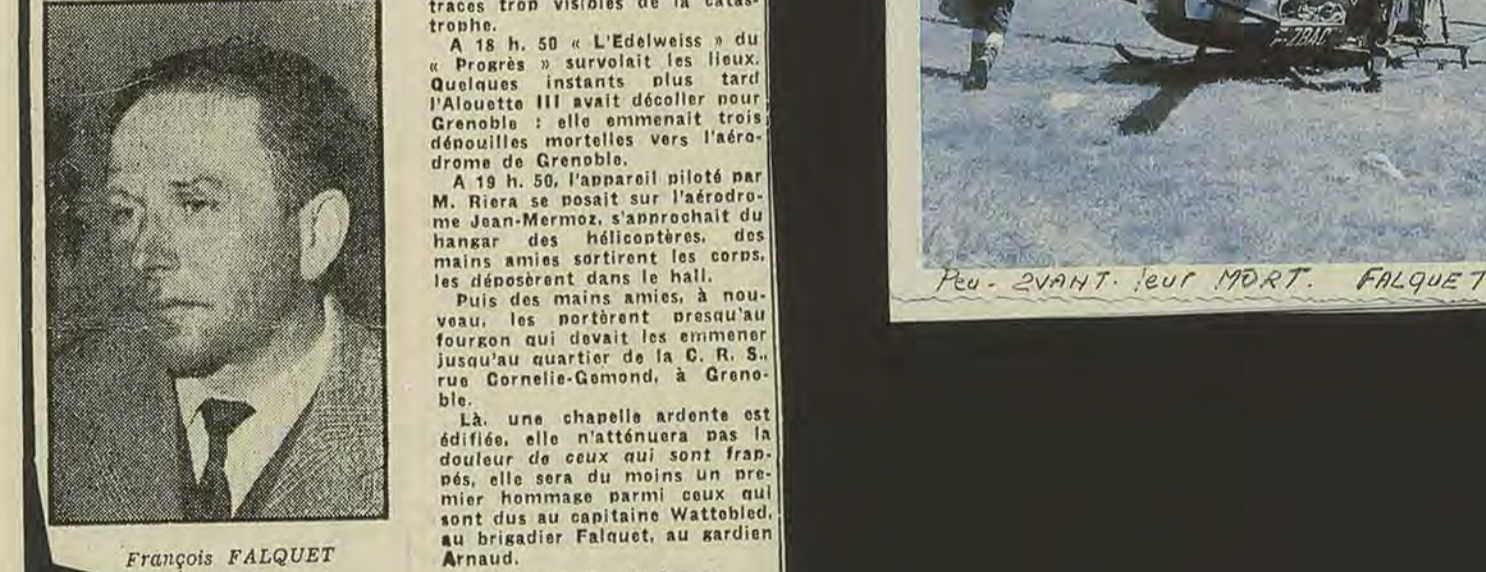 traces trop visibles de la catas-
trophe.
A 18 h. 50 « L'Edelweiss » du
« Progrès » survolait les lieux.
Quelques instants plus tard
l'Alouette III avait décoller pour
Grenoble : elle emmenait trois
dépouilles mortelles vers l'aéro-
drome de Grenoble.
A 19 h. 50, l'appareil piloté par
M. Riera se posait sur l'aérodro-
me Jean-Mermoz, s'approchait du
hangar des hélicoptères, des
mains amies sortirent les corps,
les déposèrent dans le hall.
Puis des mains amies, à nou-
veau, les portèrent presqu'au
fourgon qui devait les emmener
jusqu'au quartier de la C. R. S.,
rue Cornelie-Gemond, à Greno-
ble.
Là, une chapelle ardente est
édifiée, elle n'atténuera pas la
douleur de ceux qui sont frap-
pés, elle sera du moins un pre-
mier hommage parmi ceux qui
sont dus au capitaine Wattebled,
au brigadier Falquet, au gardien
Arnaud.
François FALQUET
F-ZBAC
Peu. AVANT. leur MORT. FALQUET